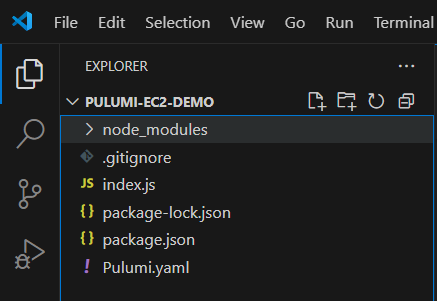 File Edit Selection View Go Run Terminal
EXPLORER
PULUMI-EC2-DEMO
node_modules
.gitignore
JS index.js
{ } package-lock.json
{ } package.json
! Pulumi.yaml